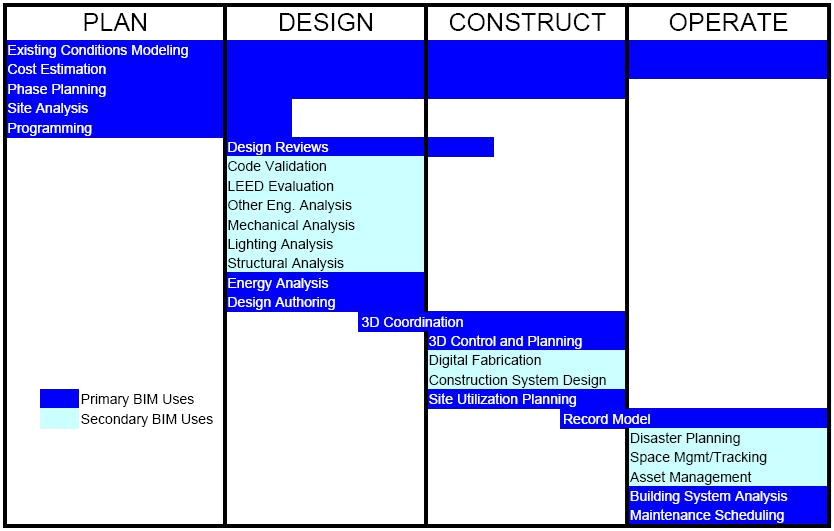 PLAN DESIGN CONSTRUCT OPERATE
Existing Conditions Modeling
Cost Estimation
Phase Planning
Site Analysis
Programming
Design Reviews
Code Validation
LEED Evaluation
Other Eng. Analysis
Mechanical Analysis
Lighting Analysis
Structural Analysis
Energy Analysis
Design Authoring
3D Coordination
3D Control and Planning
Digital Fabrication
Construction System Design
Primary BIM Uses
Site Utilization Planning
Secondary BIM Uses
Record Model
Disaster Planning
Space Mgmt/Tracking
Asset Management
Building System Analysis
Maintenance Scheduling